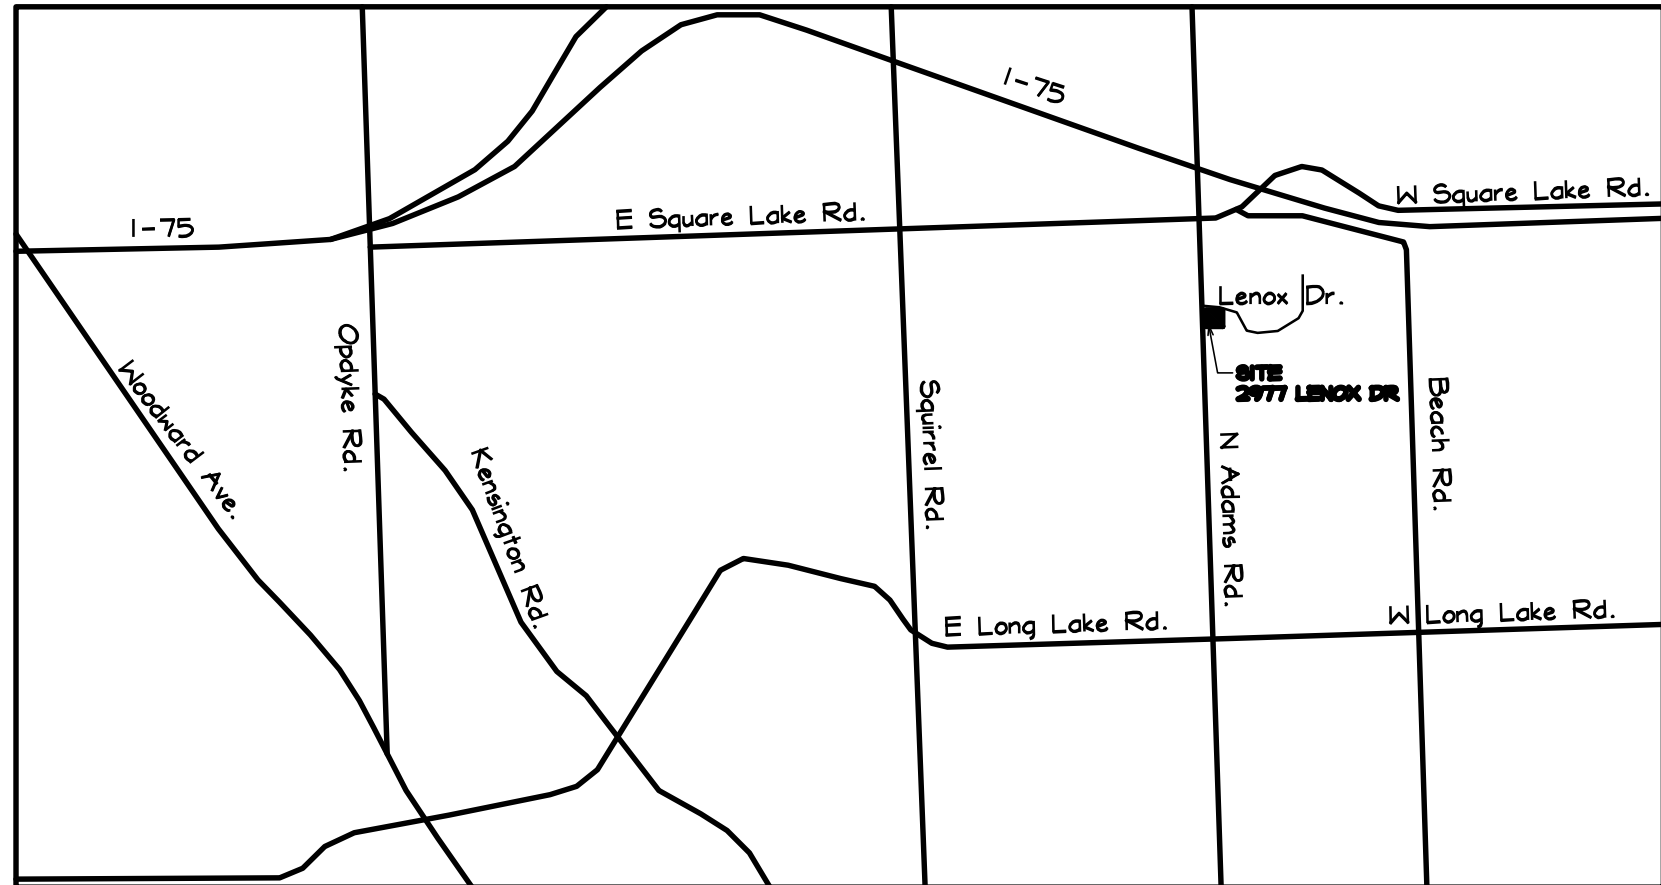 I-75
W Square Lake Rd.
E Square Lake Rd.
I-75
Lenox Dr.
Opdyke Rd.
Woodward Ave.
SITE
2977 LENOX DR
Squirrel Rd.
Beach Rd.
N Adams Rd.
Kensington Rd.
E Long Lake Rd.
W Long Lake Rd.